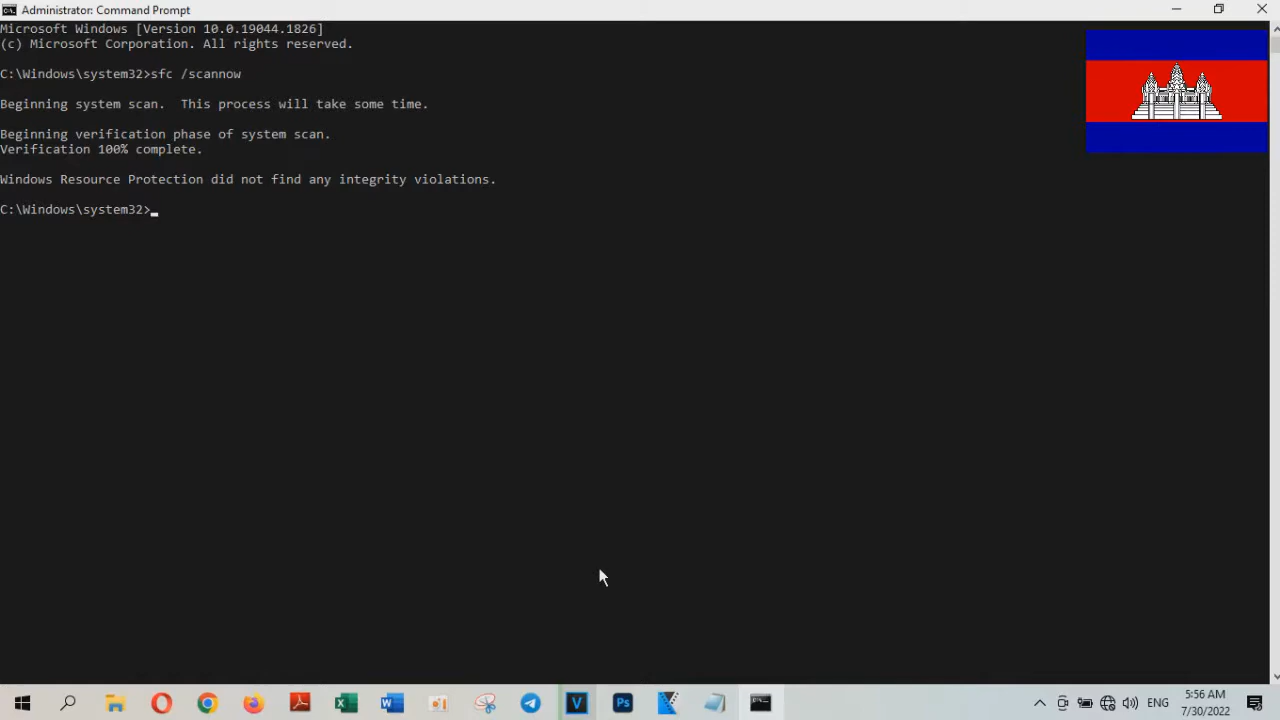 Administrator: Command Prompt
Microsoft Windows [Version 10.0.19044.1826]
(c) Microsoft Corporation. All rights reserved.
C:\Windows\system32>sfc /scannow
Beginning system scan.  This process will take some time.
Beginning verification phase of system scan.
Verification 100% complete.
Windows Resource Protection did not find any integrity violations.
C:\Windows\system32>
ENG
5:56 AM
7/30/2022